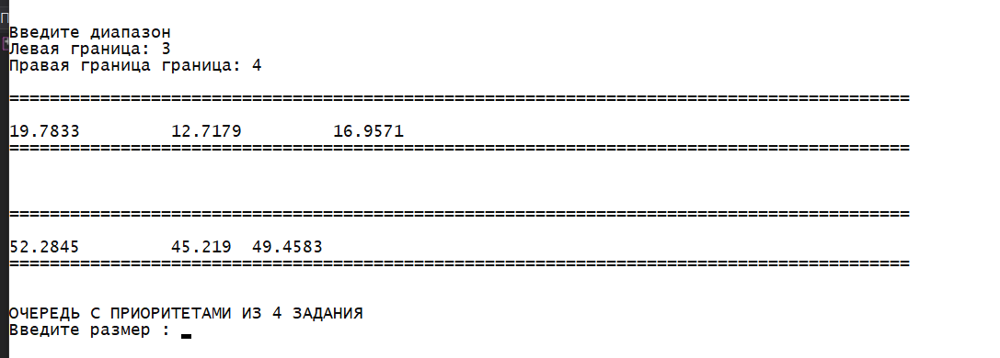 П
Введите диапазон
Левая граница: 3
Правая граница граница: 4
=========================================================================================
19.7833 12.7179 16.9571
=========================================================================================
=========================================================================================
52.2845 45.219 49.4583
=========================================================================================
ОЧЕРЕДЬ С ПРИОРИТЕТАМИ ИЗ 4 ЗАДАНИЯ
Введите размер :